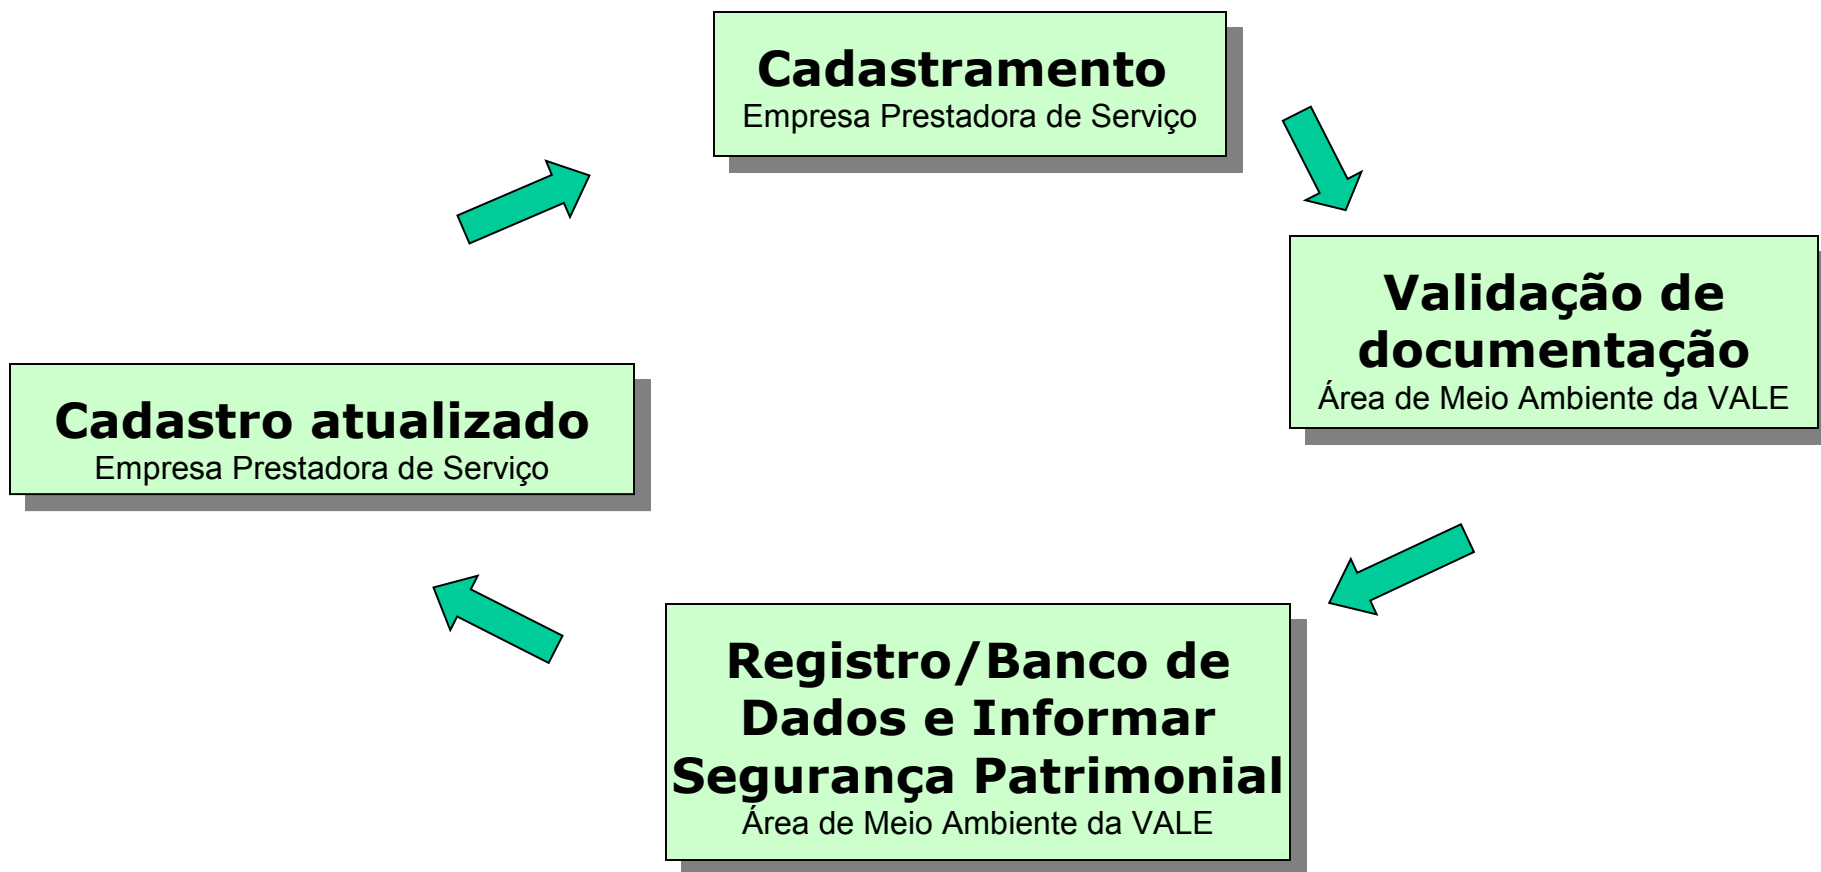 Cadastramento
Empresa Prestadora de Serviço
Validação de
documentação
Área de Meio Ambiente da VALE
Cadastro atualizado
Empresa Prestadora de Serviço
Registro/Banco de
Dados e Informar
Segurança Patrimonial
Área de Meio Ambiente da VALE